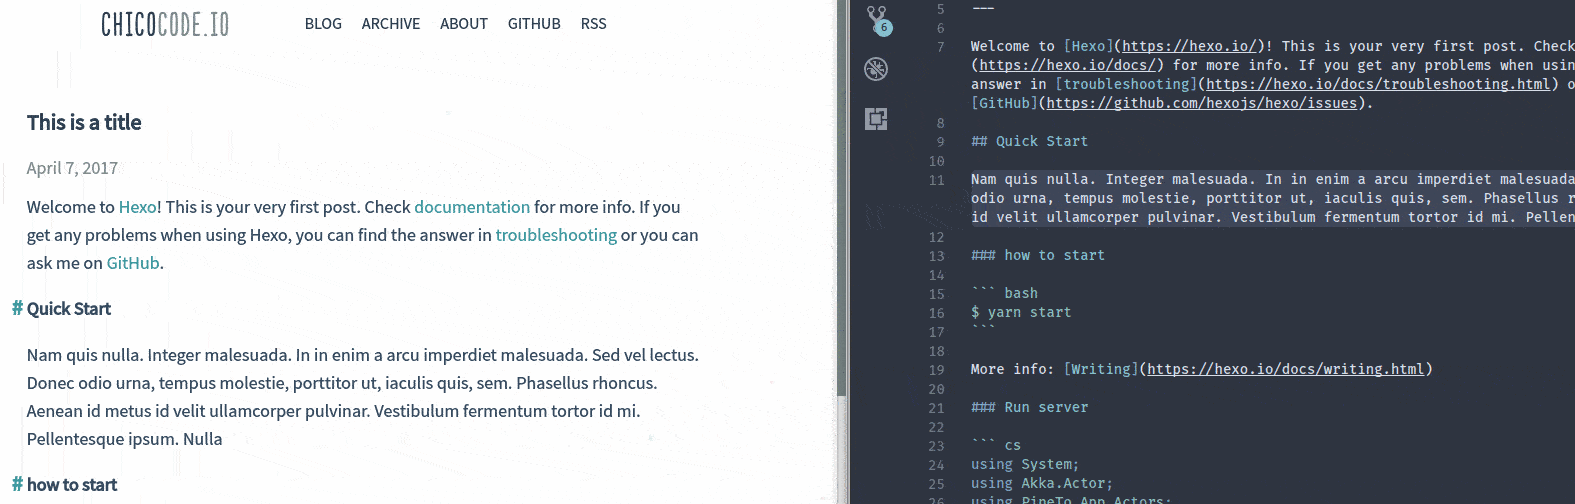 CHICOCODE.IO
BLOG ARCHIVE ABOUT GITHUB RSS
This is a title
April 7, 2017
Welcome to Hexo! This is your very first post. Check documentation for more info. If you
get any problems when using Hexo, you can find the answer in troubleshooting or you can
ask me on GitHub.
# Quick Start
Nam quis nulla. Integer malesuada. In in enim a arcu imperdiet malesuada. Sed vel lectus.
Donec odio urna, tempus molestie, porttitor ut, iaculis quis, sem. Phasellus rhoncus.
Aenean id metus id velit ullamcorper pulvinar. Vestibulum fermentum tortor id mi.
Pellentesque ipsum. Nulla
# how to start
6
5 ---
6
7 Welcome to [Hexo](https://hexo.io/)! This is your very first post. Check
(https://hexo.io/docs/) for more info. If you get any problems when usin
answer in [troubleshooting](https://hexo.io/docs/troubleshooting.html) o
[GitHub](https://github.com/hexojs/hexo/issues).
8
9 ## Quick Start
10
11 Nam quis nulla. Integer malesuada. In in enim a arcu imperdiet malesuada
odio urna, tempus molestie, porttitor ut, iaculis quis, sem. Phasellus r
id velit ullamcorper pulvinar. Vestibulum fermentum tortor id mi. Pellen
12
13 ### how to start
14
15 ``` bash
16 $ yarn start
17 ```
18
19 More info: [Writing](https://hexo.io/docs/writing.html)
20
21 ### Run server
22
23 ``` cs
24 using System;
25 using Akka.Actor;
26 using PineTo.App.Actors;